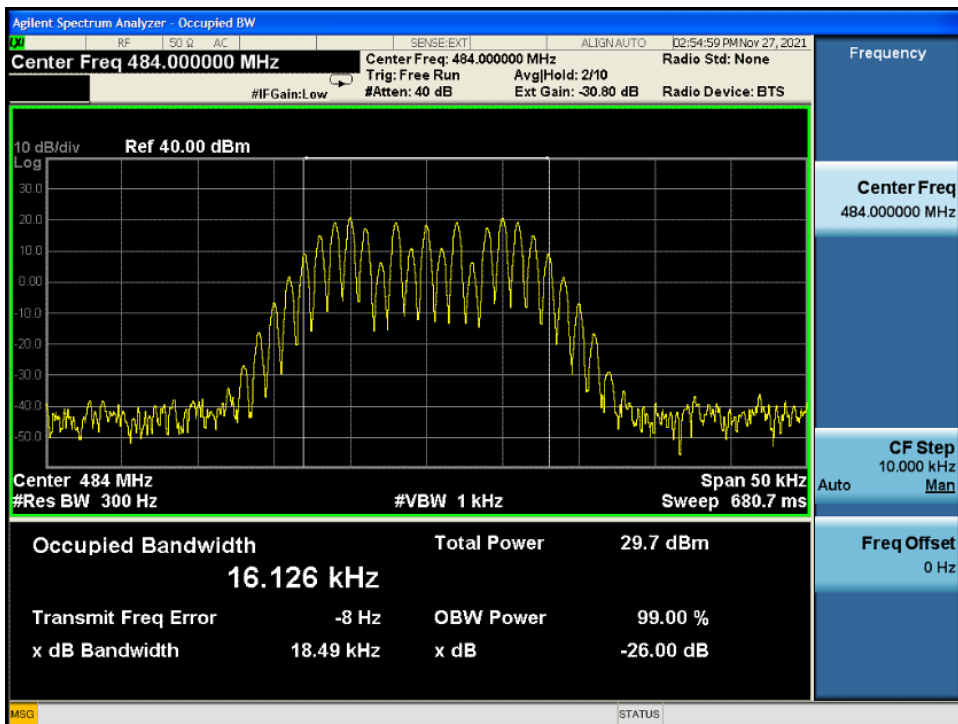 Agilent Spectrum Analyzer - Occupied BW
LXI RF 50 Ω AC SENSE:EXT ALIGNAUTO 02:54:59 PM Nov 27, 2021
Center Freq 484.000000 MHz
Center Freq: 484.000000 MHz Radio Std: None
Trig: Free Run Avg|Hold: 2/10
#IFGain:Low #Atten: 40 dB Ext Gain: -30.80 dB Radio Device: BTS
Frequency
10 dB/div Ref 40.00 dBm
Log
30.0
20.0
10.0
0.00
-10.0
-20.0
-30.0
-40.0
-50.0
Center 484 MHz Span 50 kHz
#Res BW 300 Hz #VBW 1 kHz Sweep 680.7 ms
Occupied Bandwidth Total Power 29.7 dBm
16.126 kHz
Transmit Freq Error -8 Hz OBW Power 99.00 %
x dB Bandwidth 18.49 kHz x dB -26.00 dB
Center Freq
484.000000 MHz
CF Step
10.000 kHz
Auto Man
Freq Offset
0 Hz
MSG STATUS